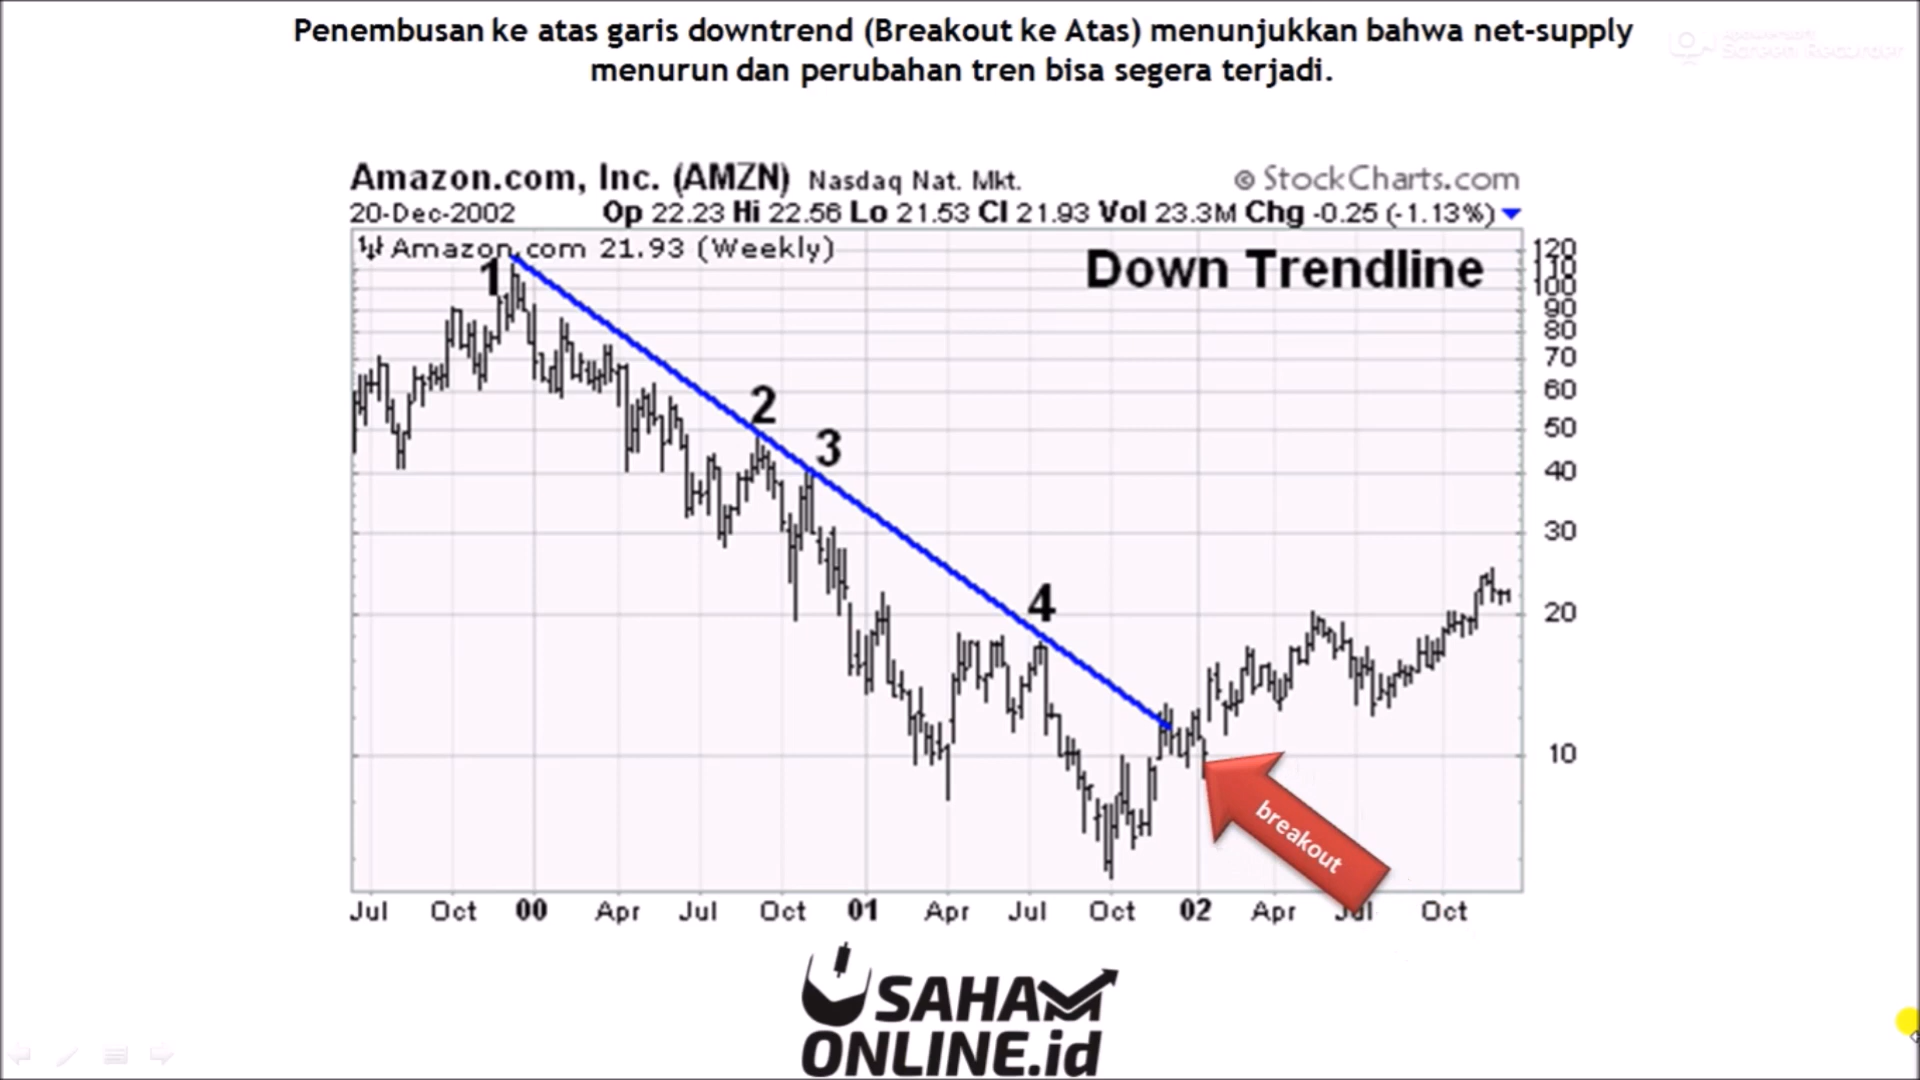 Penembusan ke atas garis downtrend (Breakout ke Atas) menunjukkan bahwa net-supply
menurun dan perubahan tren bisa segera terjadi.
Screen Recorder
Amazon.com, Inc. (AMZN) Nasdaq Nat. Mkt. © StockCharts.com
20-Dec-2002 Op 22.23 Hi 22.56 Lo 21.53 Cl 21.93 Vol 23.3M Chg -0.25 (-1.13%)
Amazon.com 21.93 (Weekly)
Down Trendline
1
2
3
4
120
110
100
90
80
70
60
50
40
30
20
10
breakout
Jul Oct 00 Apr Jul Oct 01 Apr Jul Oct 02 Apr Jul Oct
SAHAM
ONLINE.id